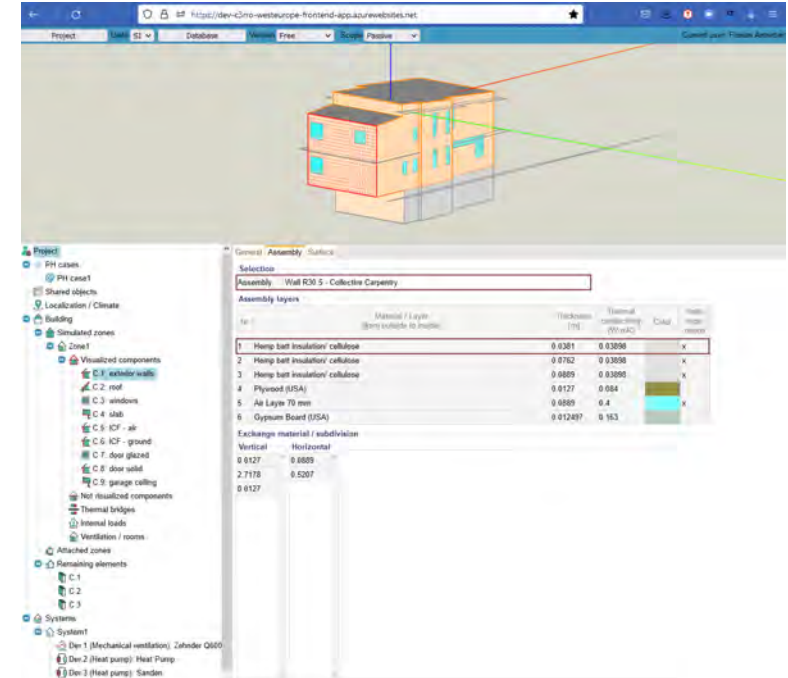 https://dev-c3rro-westeurope-frontend-app.azurewebsites.net
Project Units SI Database Version Free Scope Passive
Project
PH cases
PH case1
Shared objects
Localization / Climate
Building
Simulated zones
Zone1
Visualized components
C.1: exterior walls
C.2: roof
C.3: windows
C.4: slab
C.5: ICF - air
C.6: ICF - ground
C.7: door glazed
C.8: door solid
C.9: garage ceiling
Not visualized components
Thermal bridges
Internal loads
Ventilation / rooms
Attached zones
Remaining elements
C.1
C.2
C.3
Systems
System1
Dev.1 (Mechanical ventilation): Zehnder Q600
Dev.2 (Heat pump): Heat Pump
Dev.3 (Heat pump): Sanden
General Assembly Surface
Selection
Assembly Wall R30.5 - Collective Carpentry
Assembly layers
Nr. Material / Layer (from outside to inside) Thickness [m] Thermal conductivity [W/mK] Color
1 Hemp batt insulation/ cellulose 0.0381 0.03898 x
2 Hemp batt insulation/ cellulose 0.0762 0.03898
3 Hemp batt insulation/ cellulose 0.0889 0.03898 x
4 Plywood (USA) 0.0127 0.084
5 Air Layer 70 mm 0.0889 0.4 x
6 Gypsum Board (USA) 0.012497 0.163
Exchange material / subdivision
Vertical Horizontal
0.6127 0.0889
2.7178 0.5207
0.6127